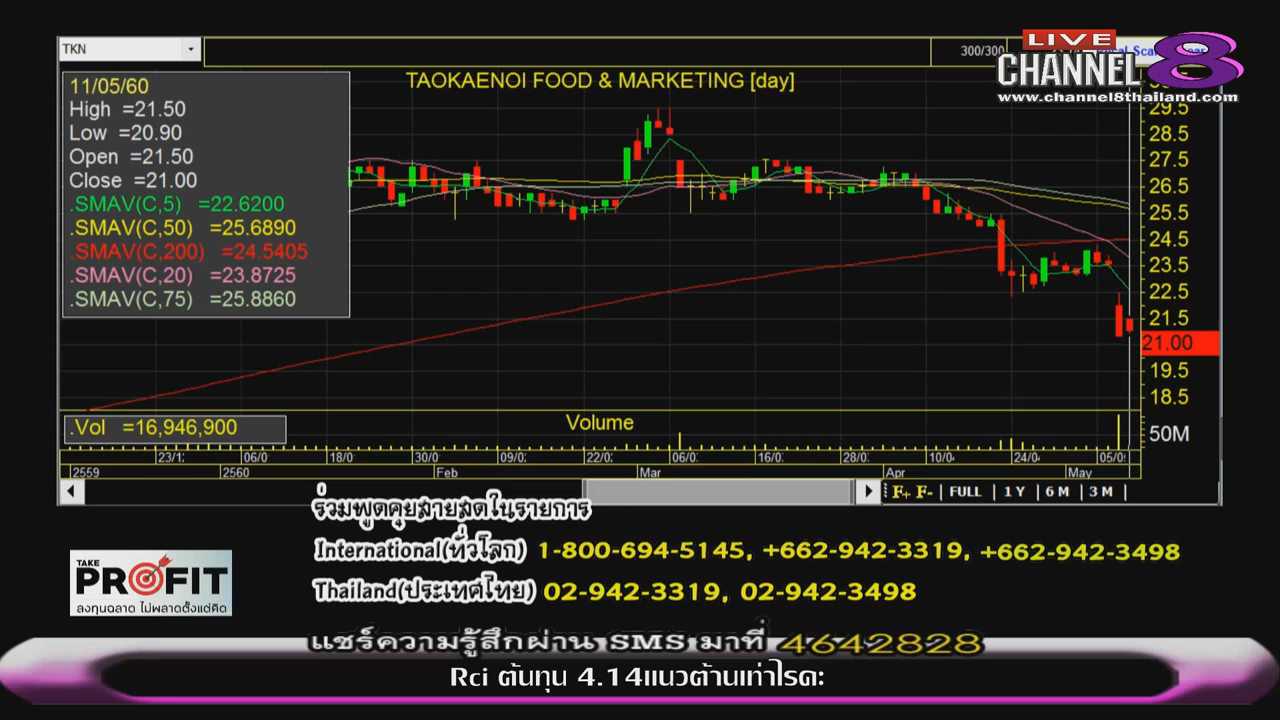 TKN
300/300
LIVE
CHANNEL 8
www.channel8thailand.com
TAOKAENOI FOOD & MARKETING [day]
11/05/60
High =21.50
Low =20.90
Open =21.50
Close =21.00
.SMAV(C,5) =22.6200
.SMAV(C,50) =25.6890
.SMAV(C,200) =24.5405
.SMAV(C,20) =23.8725
.SMAV(C,75) =25.8860
29.5
28.5
27.5
26.5
25.5
24.5
23.5
22.5
21.5
21.00
19.5
18.5
.Vol =16,946,900
Volume
50M
23/1: 06/0 18/0 30/0 09/0: 22/0: 06/0: 16/0: 28/0: 10/0 24/0 05/0
2559 2560 Feb Mar Apr May
F+ F- FULL 1 Y 6 M 3 M
ร่วมพูดคุยสายสดในรายการ
International(ทั่วโลก) 1-800-694-5145, +662-942-3319, +662-942-3498
Thailand(ประเทศไทย) 02-942-3319, 02-942-3498
TAKE
PROFIT
ลงทุนฉลาด ไม่พลาดตั้งแต่คิด
แชร์ความรู้สึกผ่าน SMS มาที่ 4642828
Rci ต้นทุน 4.14แนวต้านเท่าไรคะ